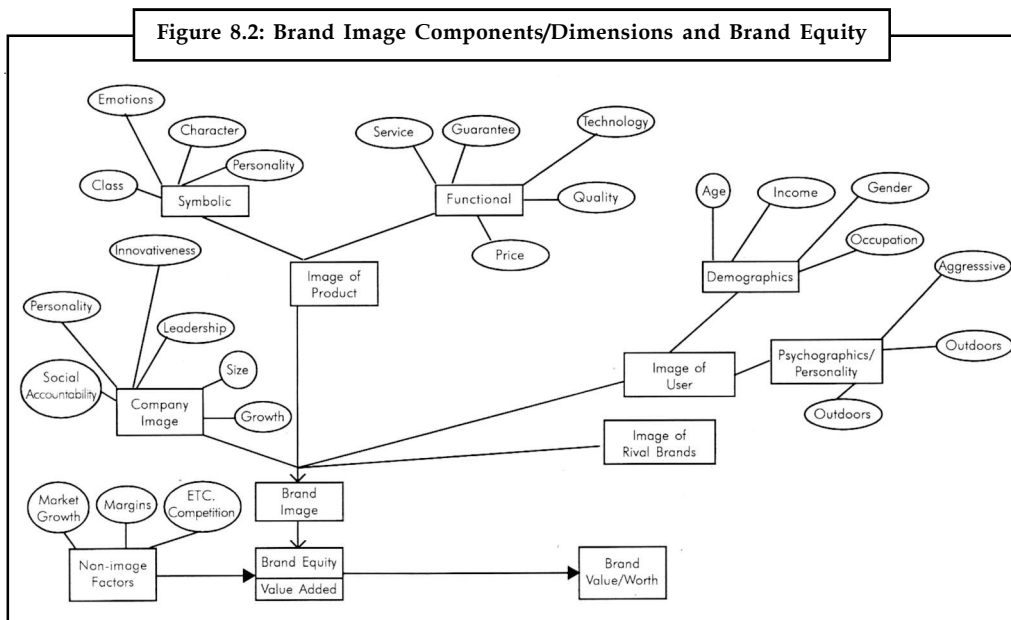 Figure 8.2: Brand Image Components/Dimensions and Brand Equity
Emotions
Character
Personality
Class
Symbolic
Service
Guarantee
Technology
Quality
Functional
Price
Image of
Product
Age
Income
Gender
Occupation
Demographics
Innovativeness
Personality
Leadership
Social
Accountability
Size
Growth
Company
Image
Aggresssive
Outdoors
Outdoors
Psychographics/
Personality
Image of
User
Image of
Rival Brands
Brand
Image
Market
Growth
Margins
ETC.
Competition
Non-image
Factors
Brand Equity
Value Added
Brand
Value/Worth